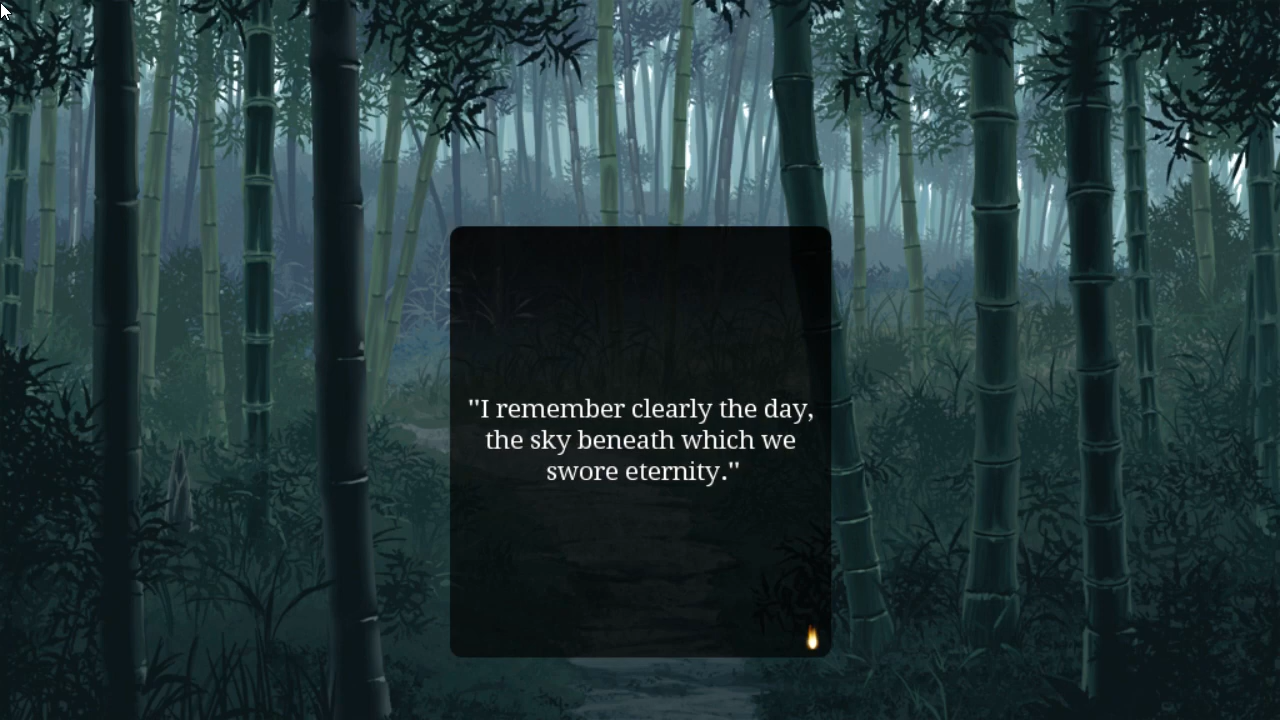 "I remember clearly the day,
the sky beneath which we
swore eternity."